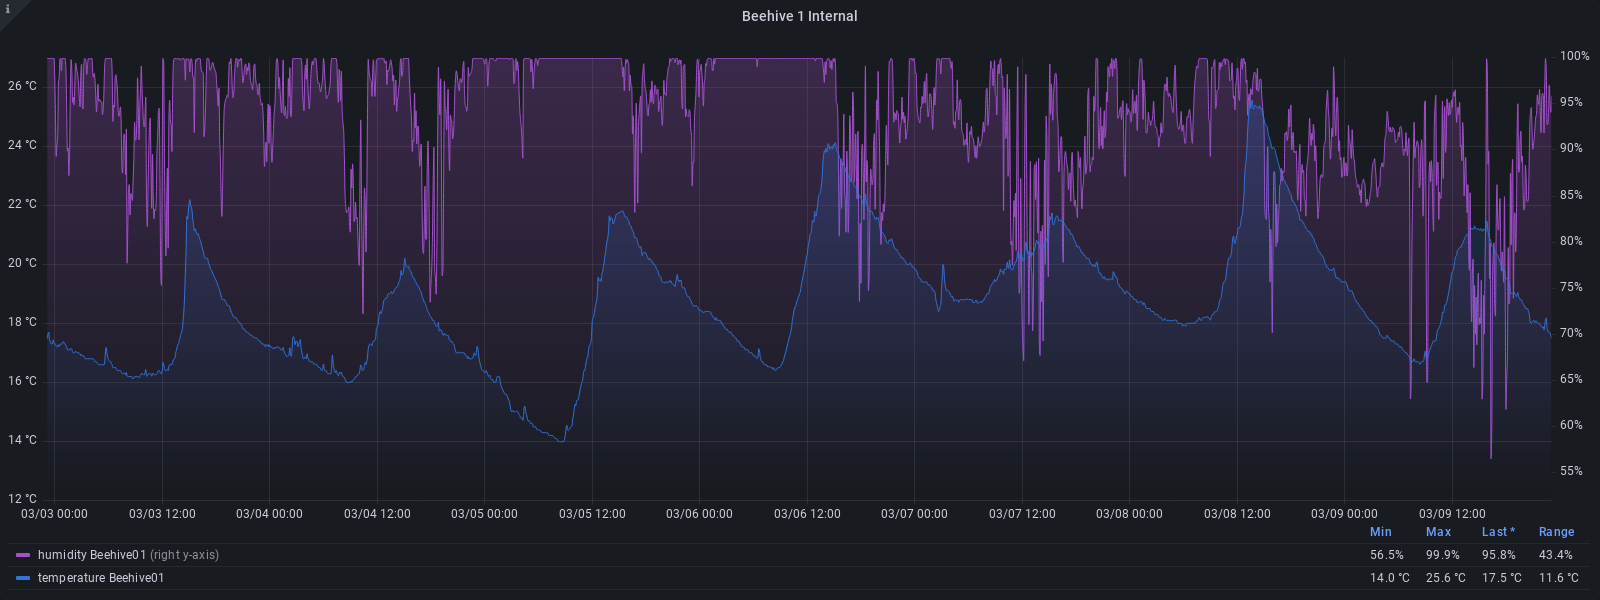 i
Beehive 1 Internal
26 °C
24 °C
22 °C
20 °C
18 °C
16 °C
14 °C
12 °C
100%
95%
90%
85%
80%
75%
70%
65%
60%
55%
03/03 00:00 03/03 12:00 03/04 00:00 03/04 12:00 03/05 00:00 03/05 12:00 03/06 00:00 03/06 12:00 03/07 00:00 03/07 12:00 03/08 00:00 03/08 12:00 03/09 00:00 03/09 12:00
Min Max Last * Range
humidity Beehive01 (right y-axis) 56.5% 99.9% 95.8% 43.4%
temperature Beehive01 14.0 °C 25.6 °C 17.5 °C 11.6 °C